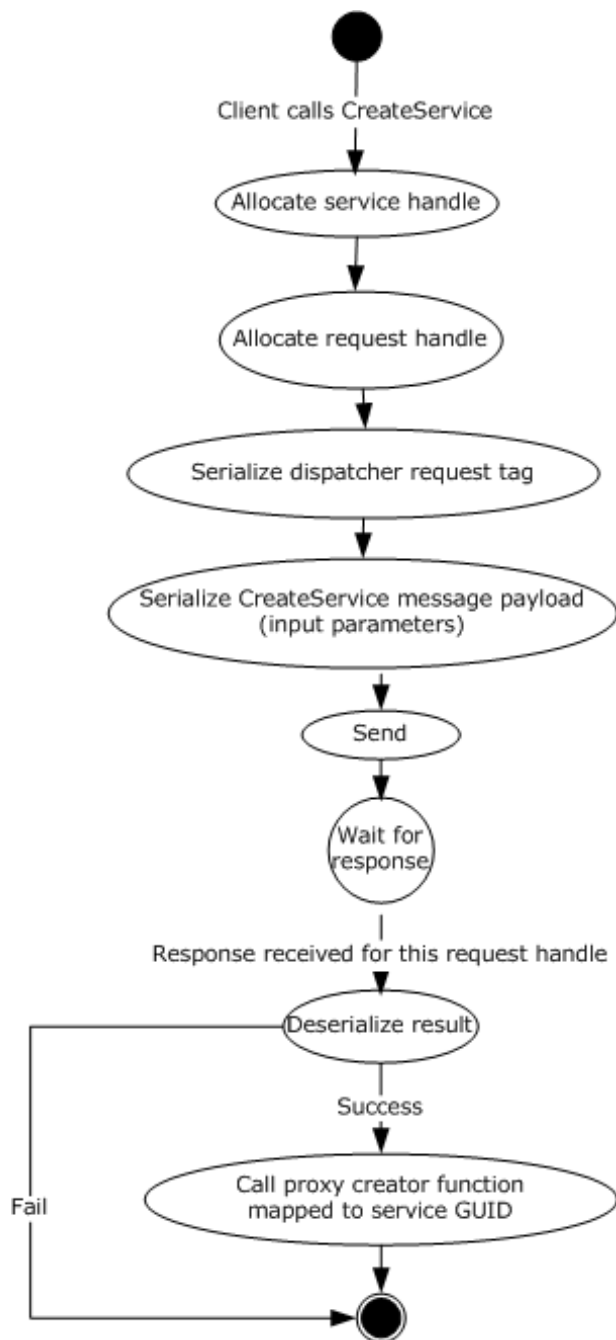 Client calls CreateService
Allocate service handle
Allocate request handle
Serialize dispatcher request tag
Serialize CreateService message payload
(input parameters)
Send
Wait for
response
Response received for this request handle
Deserialize result
Success
Call proxy creator function
mapped to service GUID
Fail